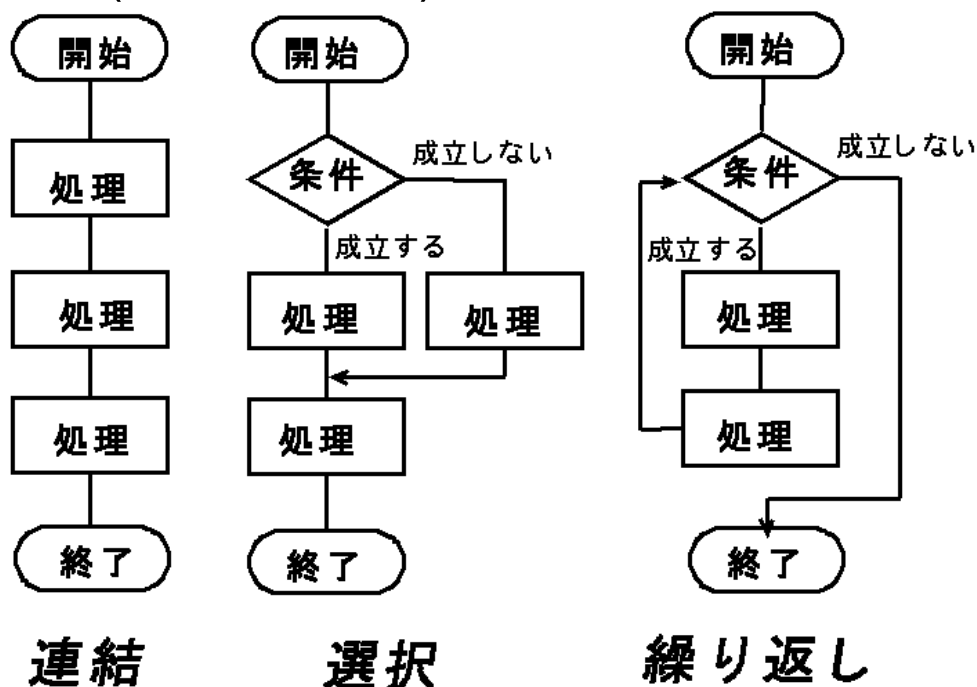 開始
処理
処理
処理
終了
連結
開始
条件
成立しない
成立する
処理
処理
処理
終了
選択
開始
条件
成立しない
成立する
処理
処理
終了
繰り返し